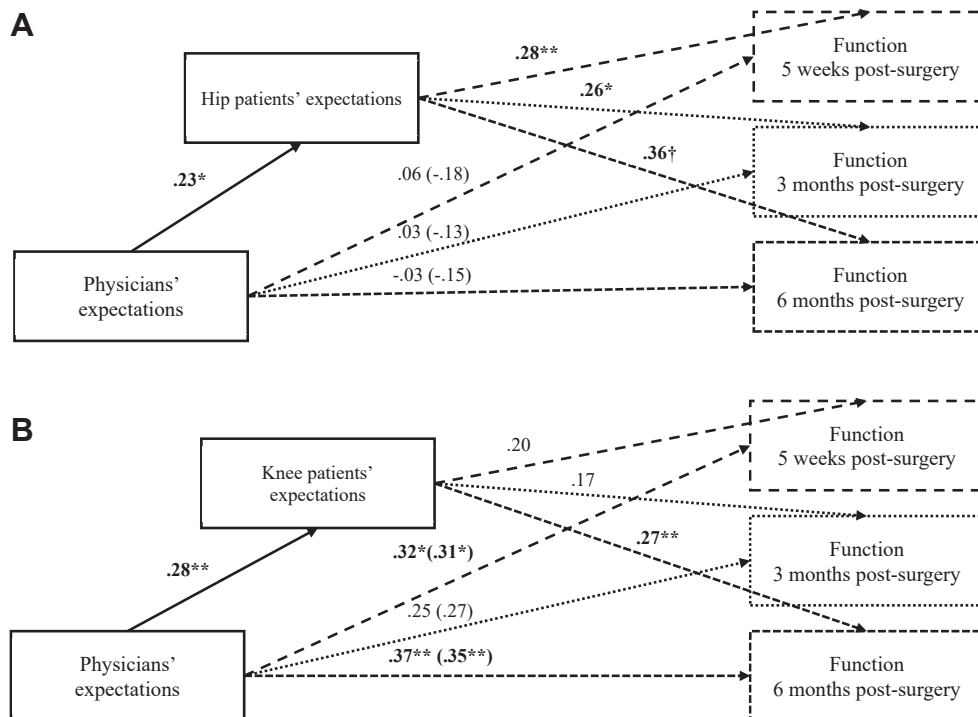 A
Function
5 weeks post-surgery
.28**
Hip patients' expectations
.26*
Function
3 months post-surgery
.36†
.06 (-.18)
.23*
.03 (-.13)
-.03 (-.15)
Physicians'
expectations
Function
6 months post-surgery
B
Function
5 weeks post-surgery
.20
Knee patients'
expectations
.17
.27**
.32*(.31*)
Function
3 months post-surgery
.28**
.25 (.27)
.37** (.35**)
Physicians'
expectations
Function
6 months post-surgery